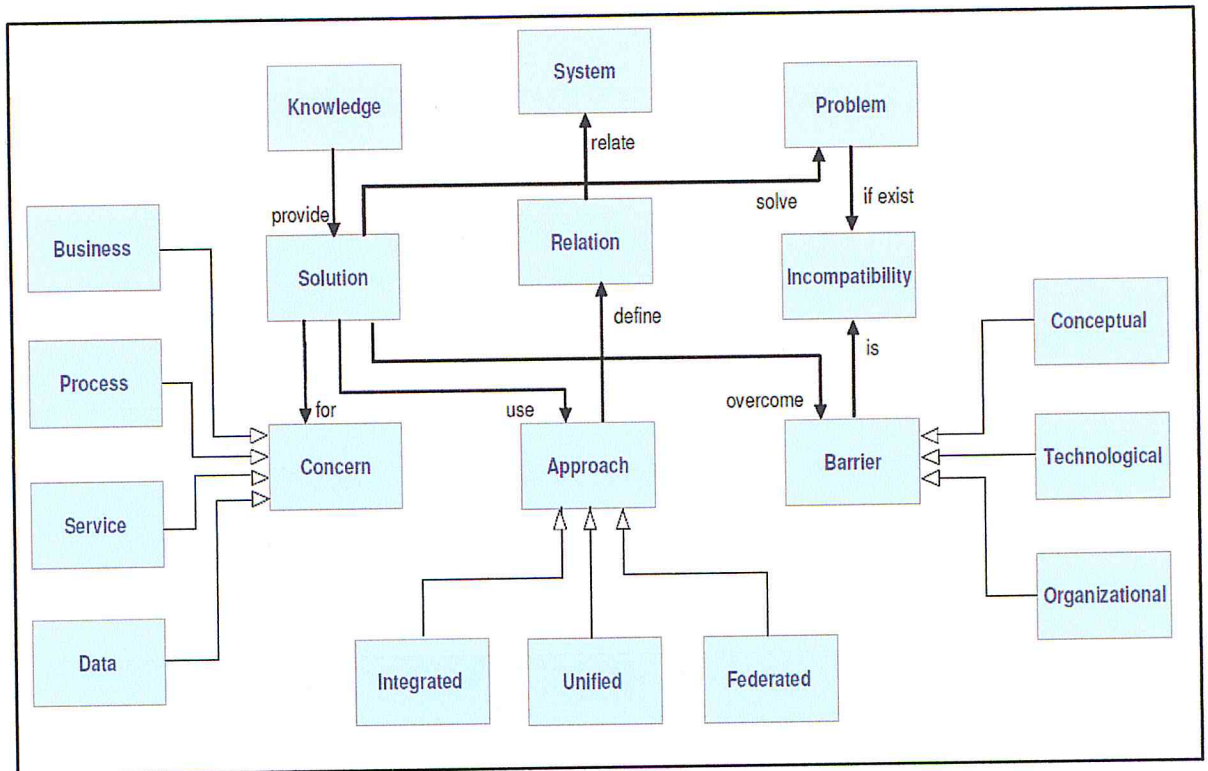 System
Knowledge
Problem
relate
provide
solve
if exist
Business
Solution
Relation
Incompatibility
Conceptual
define
is
Process
for
use
overcome
Concern
Approach
Barrier
Technological
Service
Organizational
Data
Integrated
Unified
Federated